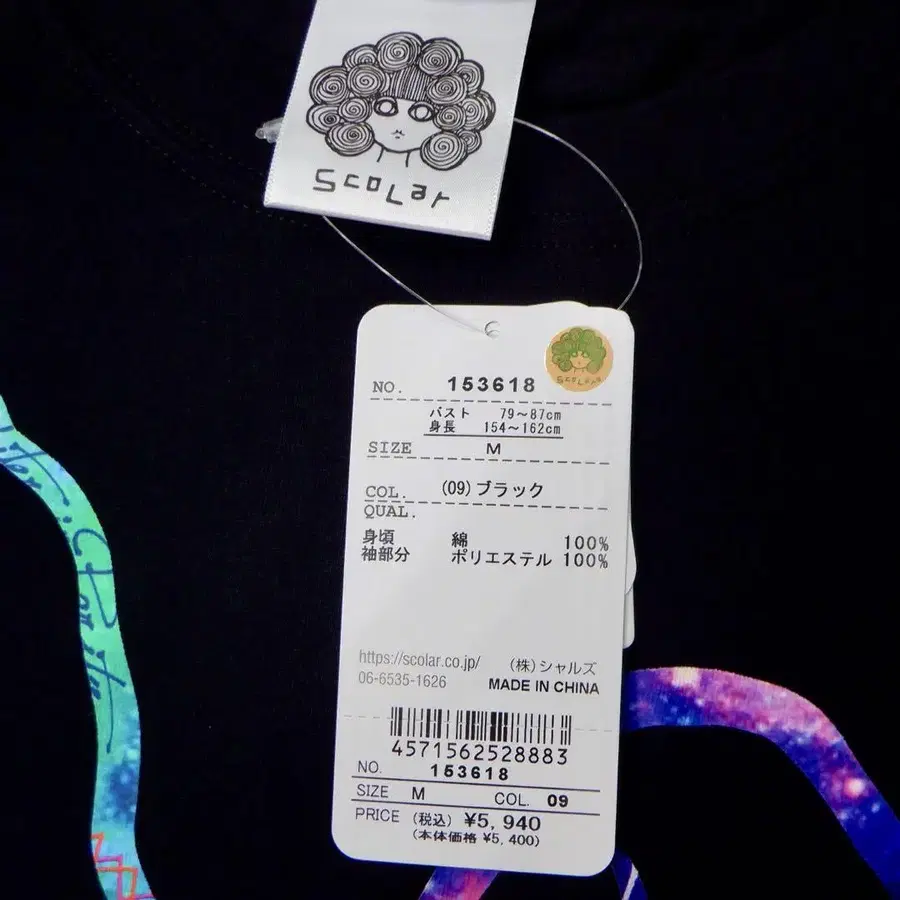 ScoLar
SCOLAR
NO. 153618
バスト 79～87cm
身長 154～162cm
SIZE M
COL. (09)ブラック
QUAL.
身頃 綿 100%
袖部分 ポリエステル 100%
https://scolar.co.jp/ (株)シャルズ
06-6535-1626 MADE IN CHINA
4571562528883
NO. 153618
SIZE M COL. 09
PRICE (税込) ¥5,940
(本体価格 ¥5,400)